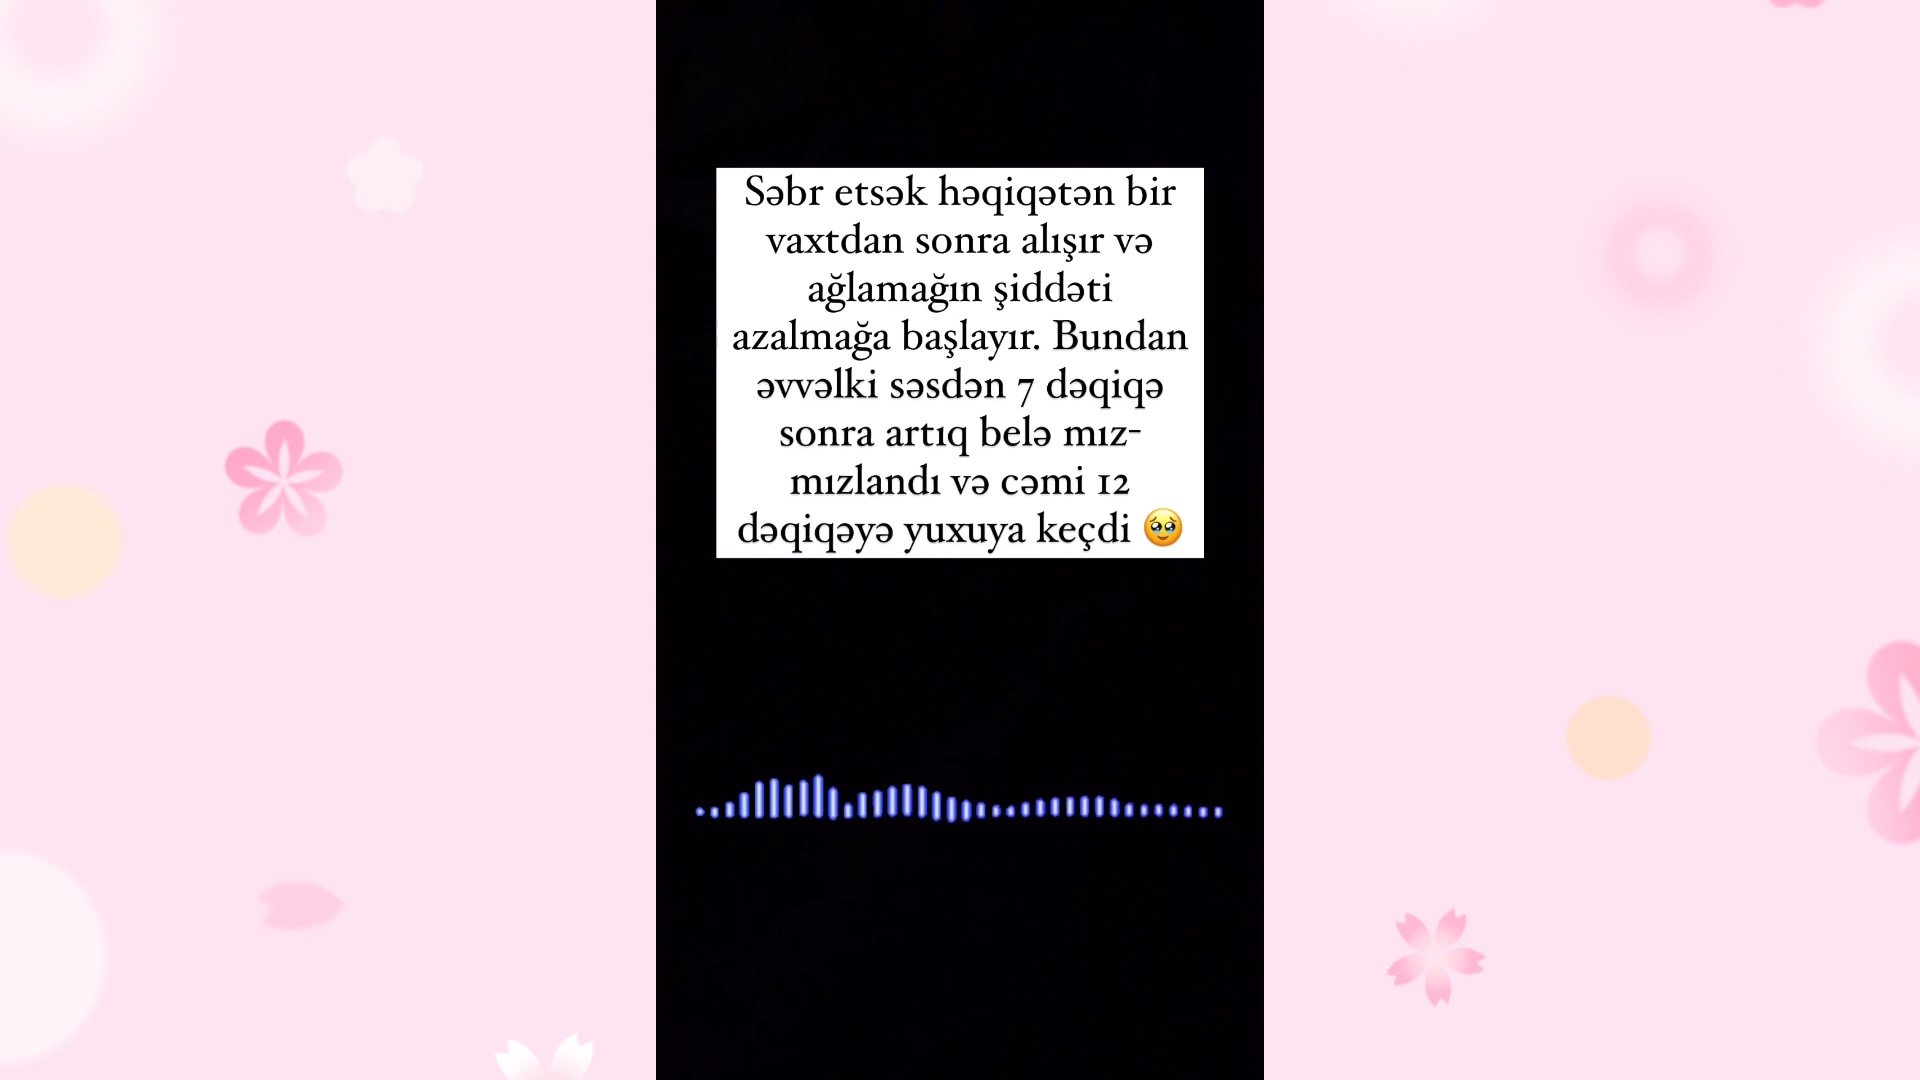 Səbr etsək həqiqətən bir
vaxtdan sonra alışır və
ağlamağın şiddəti
azalmağa başlayır. Bundan
əvvəlki səsdən 7 dəqiqə
sonra artıq belə mız-
mızlandı və cəmi 12
dəqiqəyə yuxuya keçdi 🥹